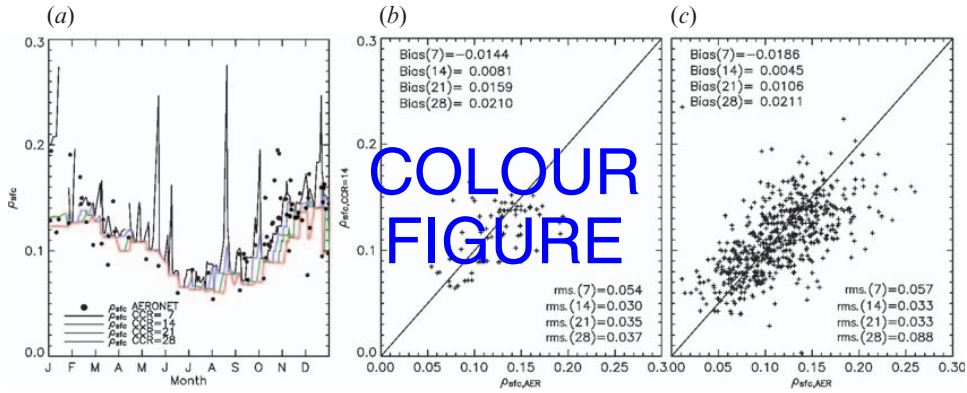 (a)
0.3
0.2
0.1
0.0
ρsfc
J F M A M J J A S O N D J
Month
ρsfc AERONET
ρsfc CCR= 7
ρsfc CCR=14
ρsfc CCR=21
ρsfc CCR=28
(b)
Bias(7)=-0.0144
Bias(14)= 0.0081
Bias(21)= 0.0159
Bias(28)= 0.0210
ρsfc,CCR=14
rms.(7)=0.054
rms.(14)=0.030
rms.(21)=0.035
rms.(28)=0.037
0.00 0.05 0.10 0.15 0.20 0.25 0.30
ρsfc,AER
(c)
Bias(7)=-0.0186
Bias(14)= 0.0045
Bias(21)= 0.0106
Bias(28)= 0.0211
rms.(7)=0.057
rms.(14)=0.033
rms.(21)=0.033
rms.(28)=0.088
0.00 0.05 0.10 0.15 0.20 0.25 0.30
ρsfc,AER
COLOUR
FIGURE